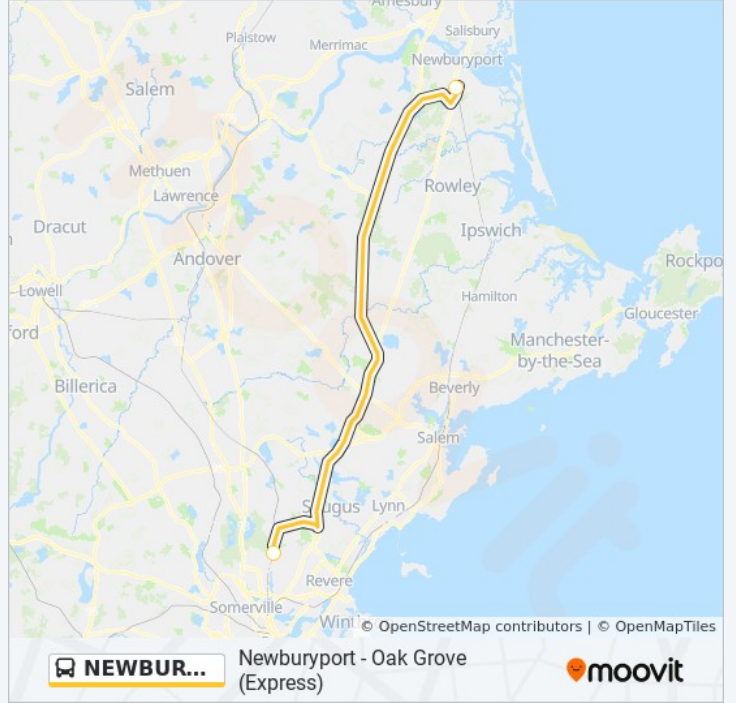 Amesbury
Salisbury
Plaistow
Merrimac
Newburyport
Salem
Methuen
Lawrence
Rowley
Dracut
Ipswich
Andover
Rockpo
Lowell
Hamilton
Gloucester
ford
Manchester-
by-the-Sea
Billerica
Beverly
Salem
Saugus
Lynn
Revere
Somerville
Wint
© OpenStreetMap contributors | © OpenMapTiles
NEWBUR...
Newburyport - Oak Grove
(Express)
moovit